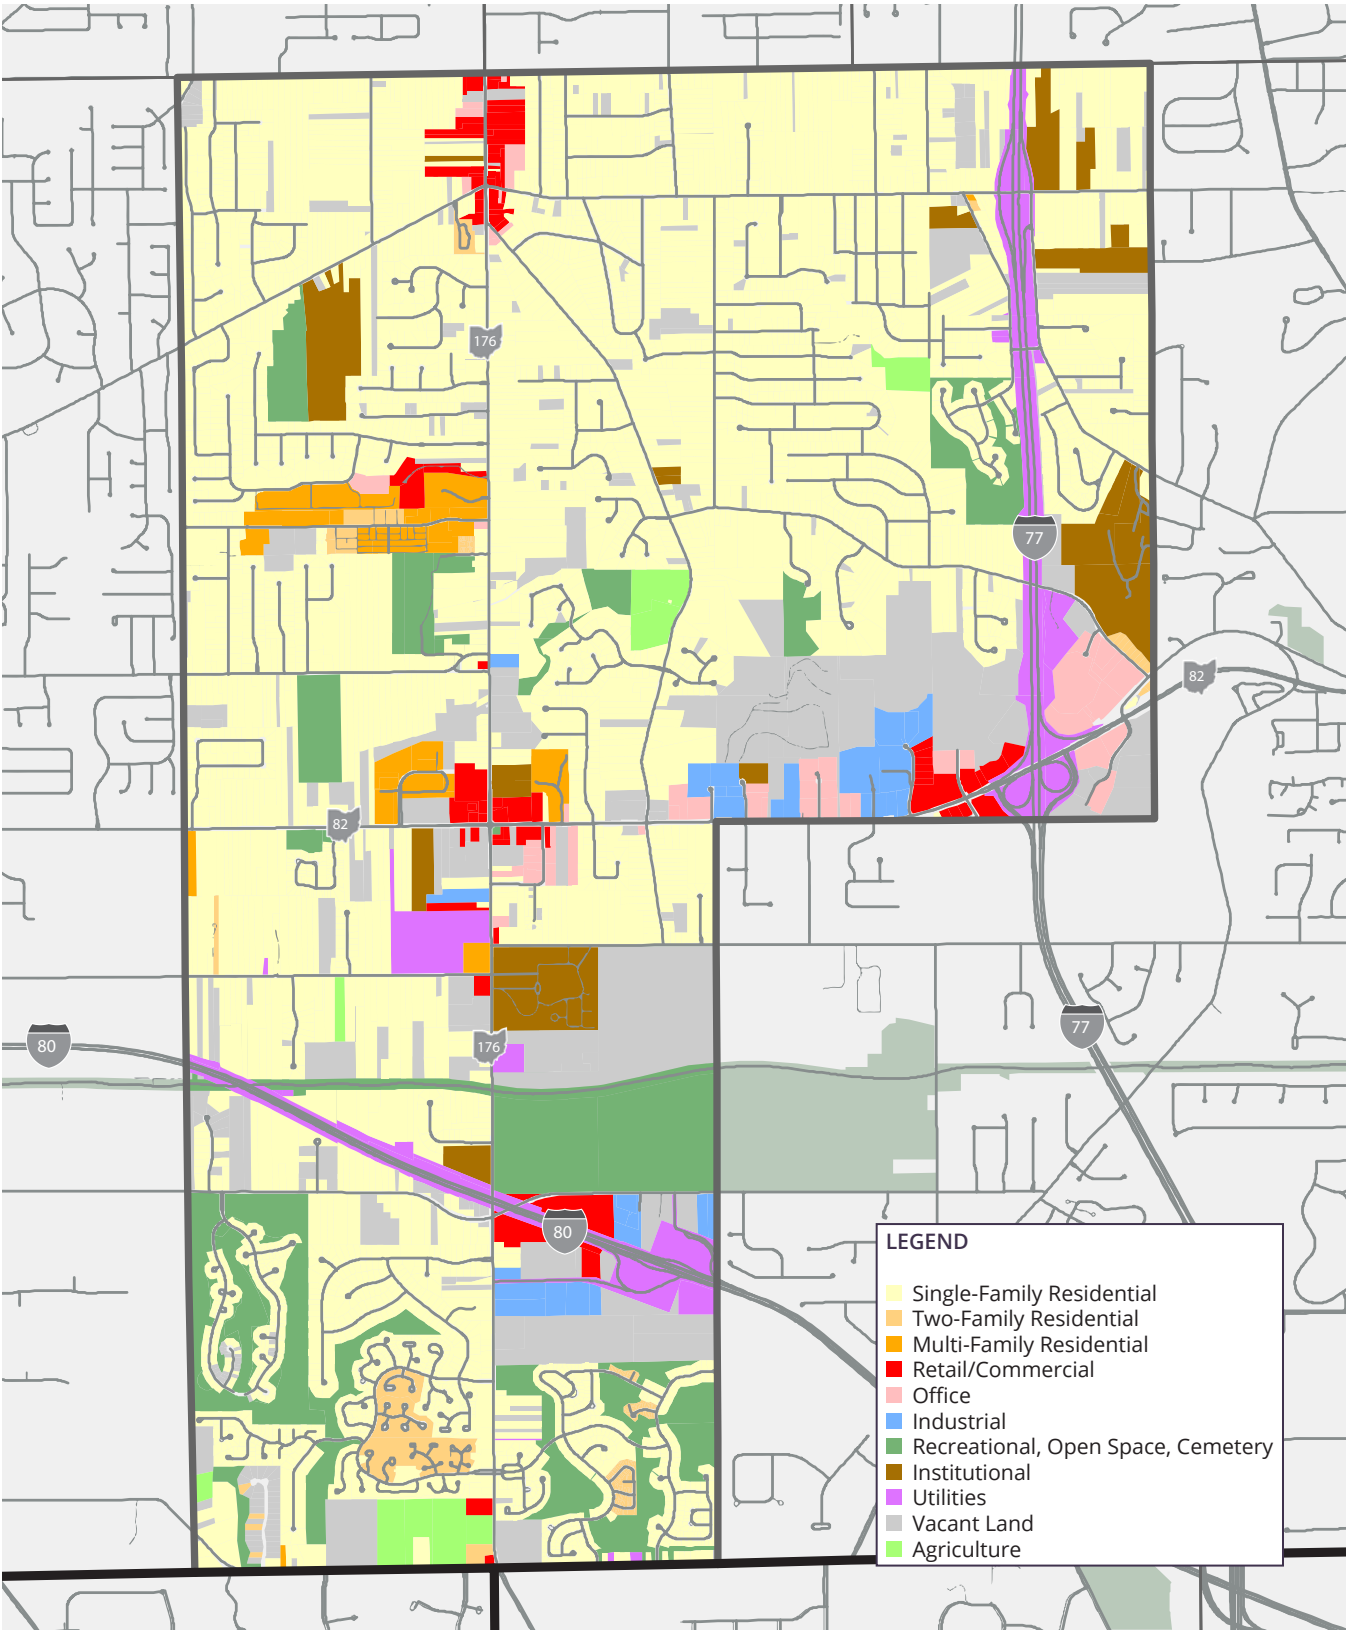 176
77
82
82
80
176
77
80
LEGEND
Single-Family Residential
Two-Family Residential
Multi-Family Residential
Retail/Commercial
Office
Industrial
Recreational, Open Space, Cemetery
Institutional
Utilities
Vacant Land
Agriculture